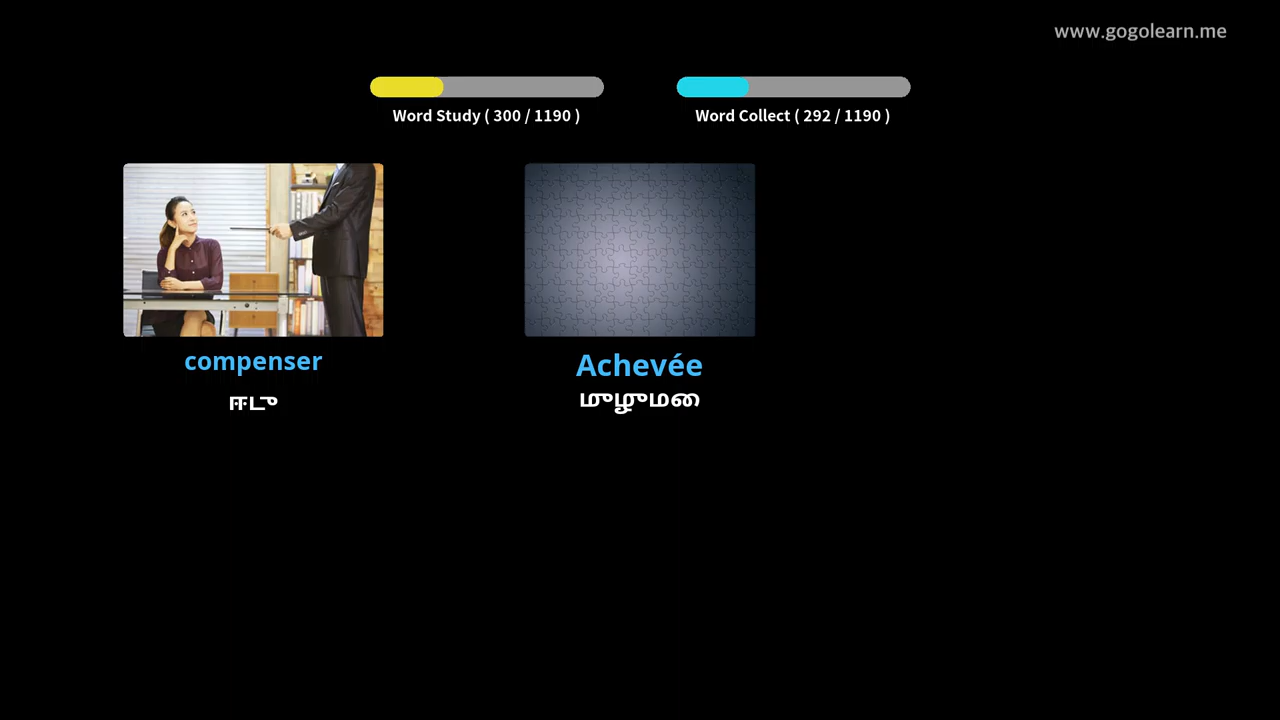 www.gogolearn.me
Word Study ( 300 / 1190 )
Word Collect ( 292 / 1190 )
compenser
ஈடு
Achevée
முழுமை